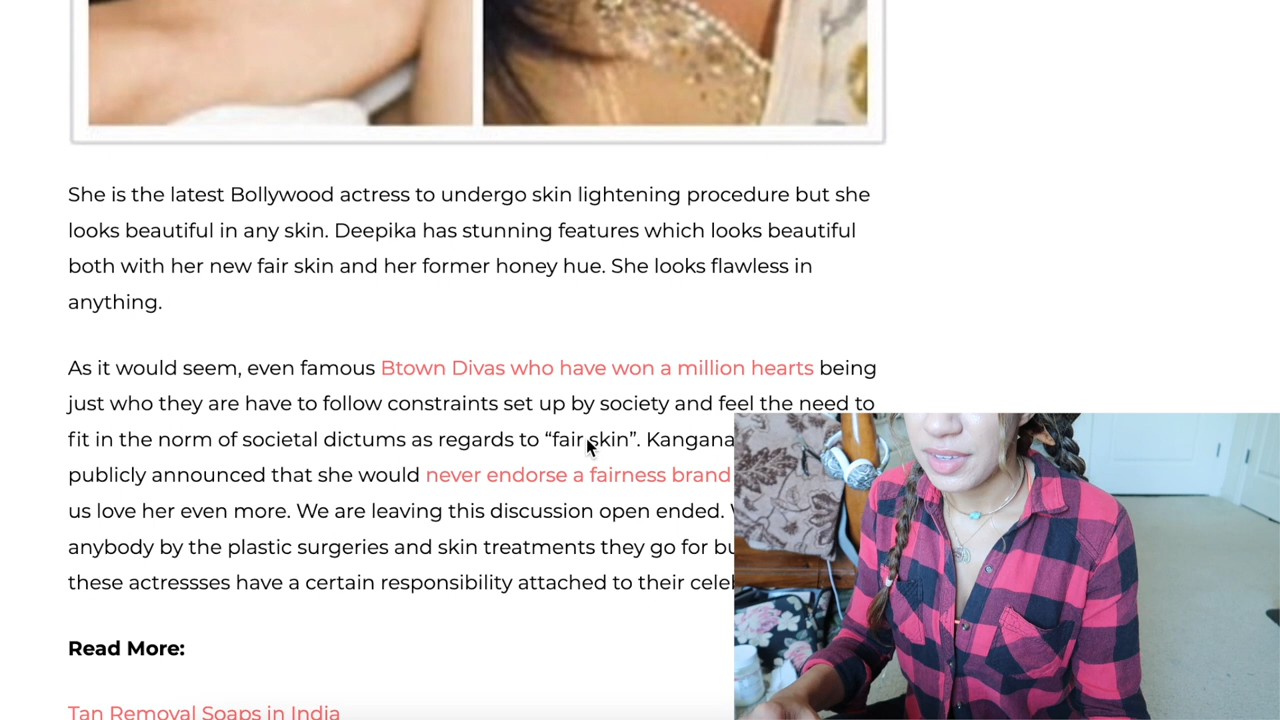 She is the latest Bollywood actress to undergo skin lightening procedure but she
looks beautiful in any skin. Deepika has stunning features which looks beautiful
both with her new fair skin and her former honey hue. She looks flawless in
anything.
As it would seem, even famous Btown Divas who have won a million hearts being
just who they are have to follow constraints set up by society and feel the need to
fit in the norm of societal dictums as regards to “fair skin”. Kangana
publicly announced that she would never endorse a fairness brand
us love her even more. We are leaving this discussion open ended.
anybody by the plastic surgeries and skin treatments they go for
these actressses have a certain responsibility attached to their
Read More:
Tan Removal Soaps in India